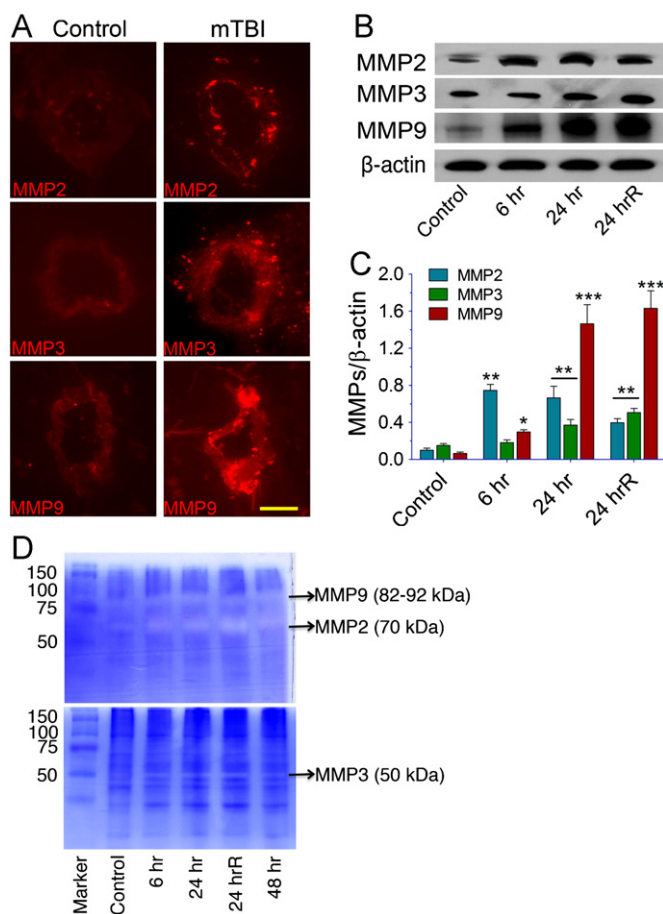 A
Control mTBI
MMP2 MMP2
MMP3 MMP3
MMP9 MMP9
B
MMP2
MMP3
MMP9
β-actin
Control 6 hr 24 hr 24 hrR
C
MMPs/β-actin
2.0
1.6
1.2
0.8
0.4
0.0
MMP2
MMP3
MMP9
** *
** ***
** ***
Control 6 hr 24 hr 24 hrR
D
150
100
75
50
MMP9 (82-92 kDa)
MMP2 (70 kDa)
150
100
75
50
MMP3 (50 kDa)
Marker Control 6 hr 24 hr 24 hrR 48 hr